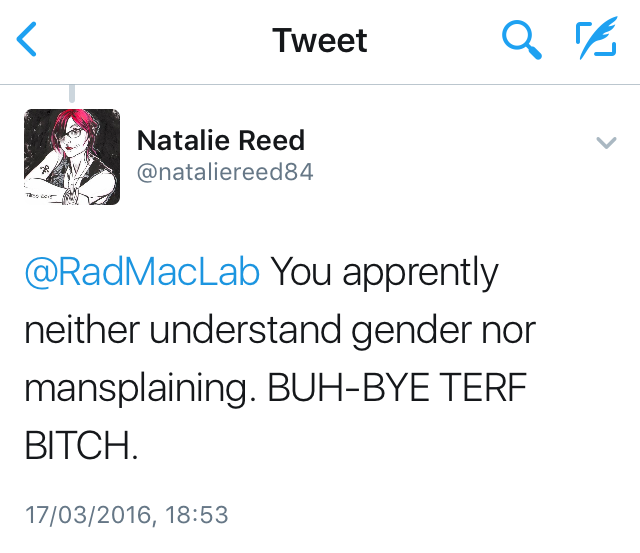 Tweet
Natalie Reed
@nataliereed84
@RadMacLab You apprently
neither understand gender nor
mansplaining. BUH-BYE TERF
BITCH.
17/03/2016, 18:53